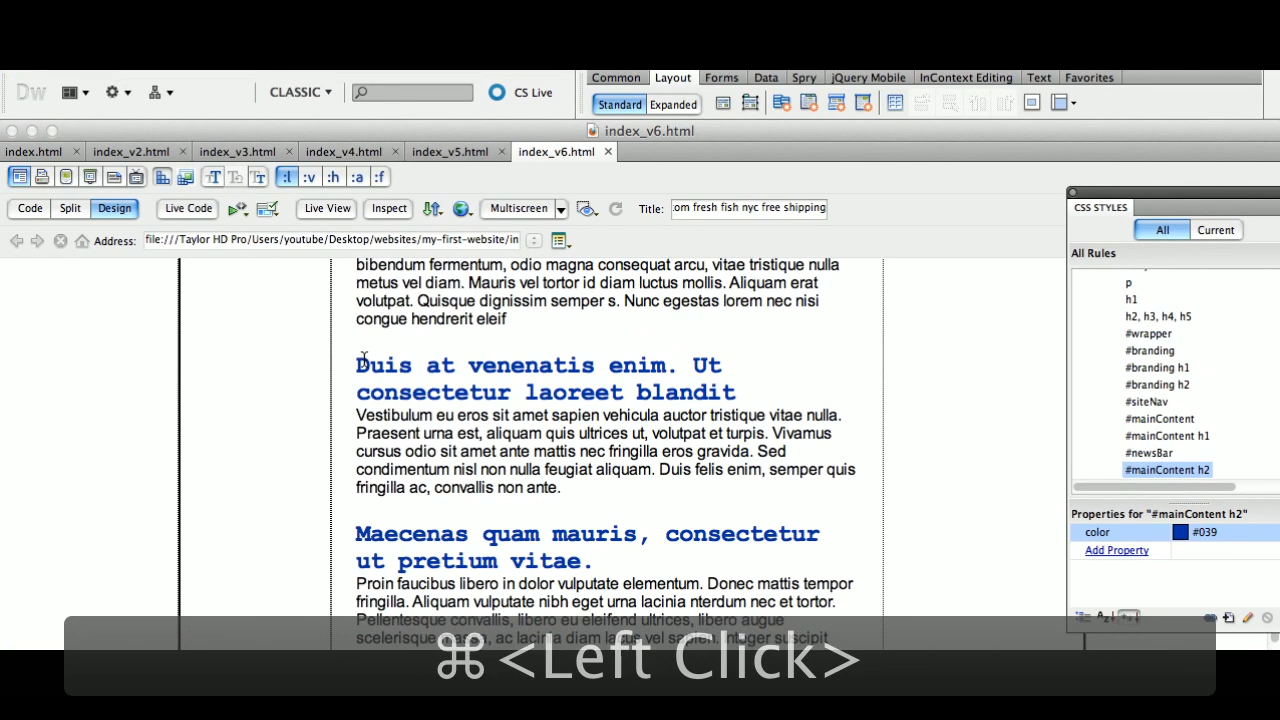 Dw CLASSIC CS Live Common Layout Forms Data Spry jQuery Mobile InContext Editing Text Favorites
Standard Expanded
index_v6.html
index.html index_v2.html index_v3.html index_v4.html index_v5.html index_v6.html
:l :v :h :a :f
Code Split Design Live Code Live View Inspect Multiscreen Title: om fresh fish nyc free shipping
Address: file:///Taylor HD Pro/Users/youtube/Desktop/websites/my-first-website/in
bibendum fermentum, odio magna consequat arcu, vitae tristique nulla
metus vel diam. Mauris vel tortor id diam luctus mollis. Aliquam erat
volutpat. Quisque dignissim semper s. Nunc egestas lorem nec nisi
congue hendrerit eleif
Duis at venenatis enim. Ut
consectetur laoreet blandit
Vestibulum eu eros sit amet sapien vehicula auctor tristique vitae nulla.
Praesent urna est, aliquam quis ultrices ut, volutpat et turpis. Vivamus
cursus odio sit amet ante mattis nec fringilla eros gravida. Sed
condimentum nisl non nulla feugiat aliquam. Duis felis enim, semper quis
fringilla ac, convallis non ante.
Maecenas quam mauris, consectetur
ut pretium vitae.
Proin faucibus libero in dolor vulputate elementum. Donec mattis tempor
fringilla. Aliquam vulputate nibh eget urna lacinia nterdum nec et tortor.
Pellentesque convallis, libero eu eleifend ultrices, libero augue
scelerisque massa, ac lacinia diam lacus vel sapien. Integer suscipit
CSS STYLES
All Current
All Rules
p
h1
h2, h3, h4, h5
#wrapper
#branding
#branding h1
#branding h2
#siteNav
#mainContent
#mainContent h1
#newsBar
#mainContent h2
Properties for "#mainContent h2"
color #039
Add Property
⌘<Left Click>